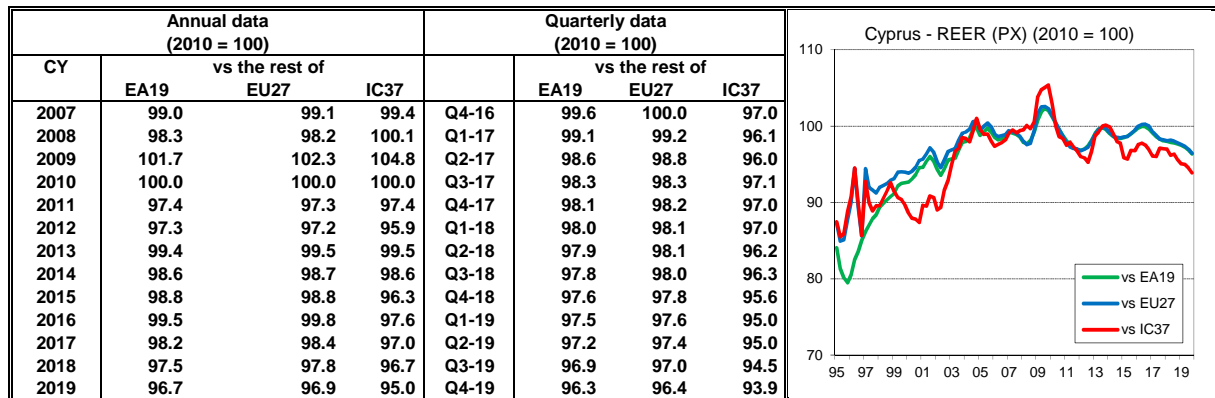 Annual data Quarterly data
(2010 = 100) (2010 = 100)
CY vs the rest of vs the rest of
EA19 EU27 IC37 EA19 EU27 IC37
2007 99.0 99.1 99.4 Q4-16 99.6 100.0 97.0
2008 98.3 98.2 100.1 Q1-17 99.1 99.2 96.1
2009 101.7 102.3 104.8 Q2-17 98.6 98.8 96.0
2010 100.0 100.0 100.0 Q3-17 98.3 98.3 97.1
2011 97.4 97.3 97.4 Q4-17 98.1 98.2 97.0
2012 97.3 97.2 95.9 Q1-18 98.0 98.1 97.0
2013 99.4 99.5 99.5 Q2-18 97.9 98.1 96.2
2014 98.6 98.7 98.6 Q3-18 97.8 98.0 96.3
2015 98.8 98.8 96.3 Q4-18 97.6 97.8 95.6
2016 99.5 99.8 97.6 Q1-19 97.5 97.6 95.0
2017 98.2 98.4 97.0 Q2-19 97.2 97.4 95.0
2018 97.5 97.8 96.7 Q3-19 96.9 97.0 94.5
2019 96.7 96.9 95.0 Q4-19 96.3 96.4 93.9
Cyprus - REER (PX) (2010 = 100)
110
100
90
80
70
95 97 99 01 03 05 07 09 11 13 15 17 19
vs EA19
vs EU27
vs IC37